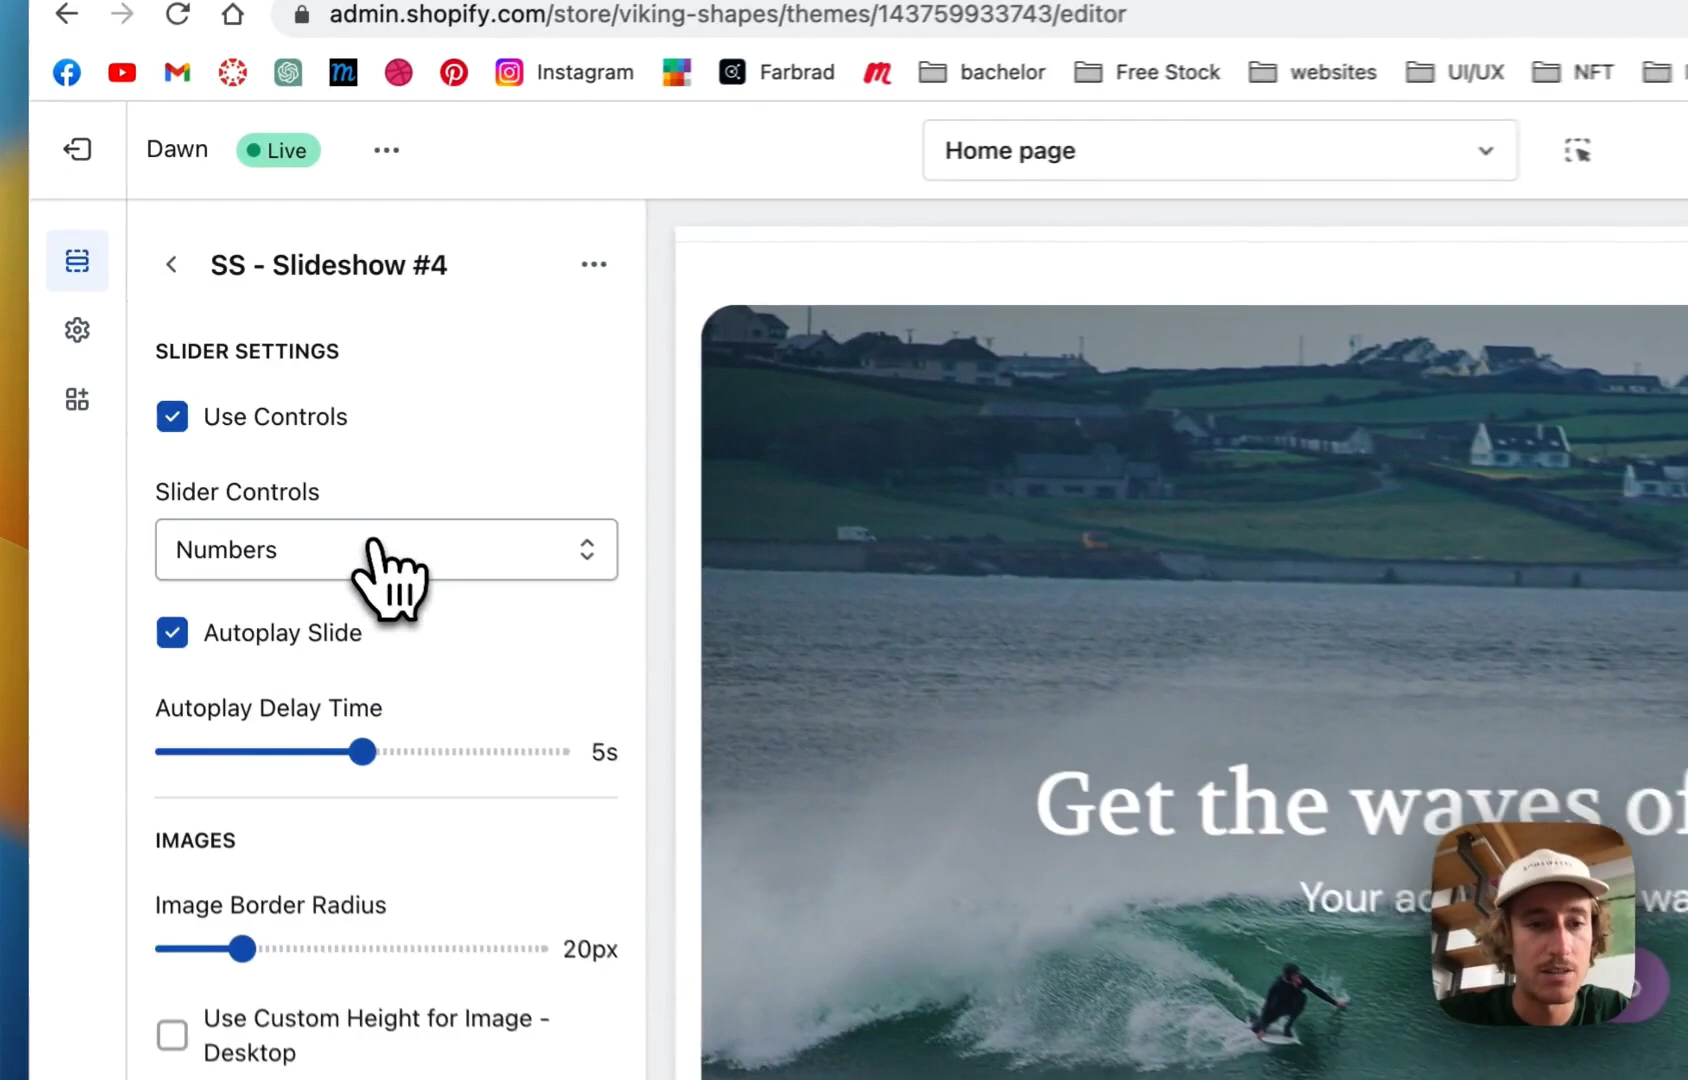 admin.shopify.com/store/viking-shapes/themes/143759933743/editor
Instagram
Farbrad
bachelor
Free Stock
websites
UI/UX
NFT
Dawn
Live
Home page
SS - Slideshow #4
SLIDER SETTINGS
Use Controls
Slider Controls
Numbers
Autoplay Slide
Autoplay Delay Time
5s
IMAGES
Image Border Radius
20px
Use Custom Height for Image -
Desktop
Get the waves of
Your